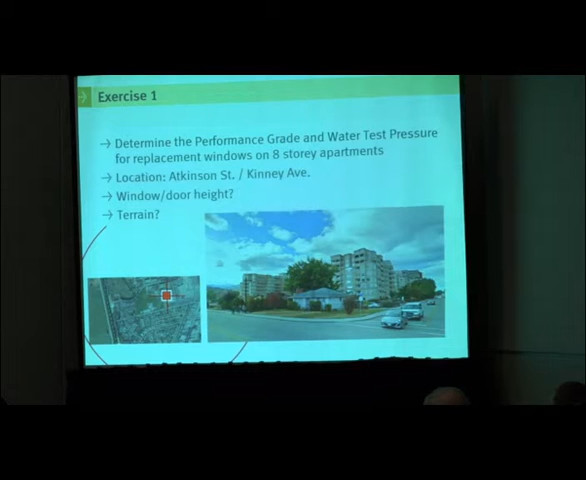 Exercise 1
→ Determine the Performance Grade and Water Test Pressure
for replacement windows on 8 storey apartments
→ Location: Atkinson St. / Kinney Ave.
→ Window/door height?
→ Terrain?